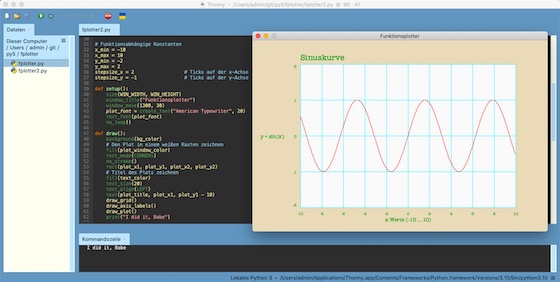 Thonny - /Users/admin/git/py5/fplotter/fplotter2.py @ 69 : 61
Dateien
Dieser Computer
/ Users / admin / git /
py5 / fplotter
fplotter.py
fplotter2.py
fplotter2.py
31 # Funktionsabhängige Konstanten
x_min = -10
x_max = 10
y_min = -2
y_max = 2
stepsize_x = 2 # Ticks auf der x-Achse
stepsize_y = -1 # Ticks auf der y-Achse
def setup():
size(WIN_WIDTH, WIN_HEIGHT)
window_title("Funktionsplotter")
window_move(1300, 30)
plot_font = create_font("American Typewriter", 20)
text_font(plot_font)
no_loop()
def draw():
background(bg_color)
# Den Plot in einem weißen Kasten zeichnen
fill(plot_window_color)
rect_mode(CORNERS)
no_stroke()
rect(plot_x1, plot_y1, plot_x2, plot_y2)
# Titel des Plots zeichnen
fill(text_color)
text_size(20)
text_align(LEFT)
text(plot_title, plot_x1, plot_y1 - 10)
draw_grid()
draw_axis_labels()
draw_plot()
print("I did it, Babe")
Kommandozeile
I did it, Babe
Funktionsplotter
Sinuskurve
y = sin(x)
-10 -8 -6 -4 -2 0 2 4 6 8 10
x-Werte (-10 ... 10)
Lokales Python 3 • /Users/admin/Applications/Thonny.app/Contents/Frameworks/Python.framework/Versions/3.10/bin/python3.10